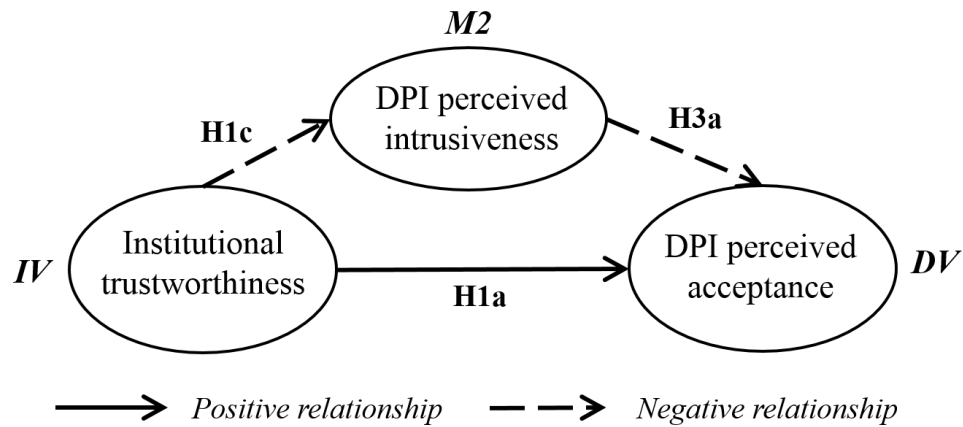 M2
DPI perceived
intrusiveness
H1c
H3a
Institutional
trustworthiness
IV
H1a
DPI perceived
acceptance
DV
Positive relationship
Negative relationship